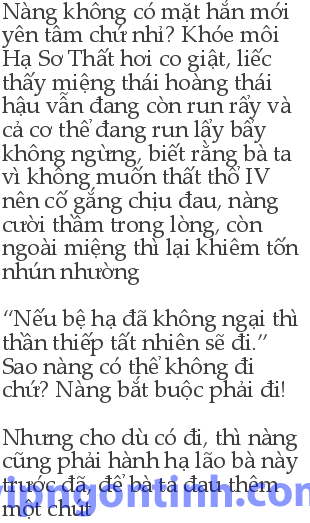 Nàng không có mặt hắn mới
yên tâm chứ nhỉ? Khóe môi
Hạ Sơ Thất hơi co giật, liếc
thấy miệng thái hoàng thái
hậu vẫn đang còn run rẩy và
cả cơ thể đang run lẩy bẩy
không ngừng, biết rằng bà ta
vì không muốn thất thố IV
nên cố gắng chịu đau, nàng
cười thầm trong lòng, còn
ngoài miệng thì lại khiêm tốn
nhún nhường
“Nếu bệ hạ đã không ngại thì
thần thiếp tất nhiên sẽ đi.”
Sao nàng có thể không đi
chứ? Nàng bắt buộc phải đi!
Nhưng cho dù có đi, thì nàng
cũng phải hành hạ lão bà này
trước đã, để bà ta đau thêm
một chút
vipngontinh.com